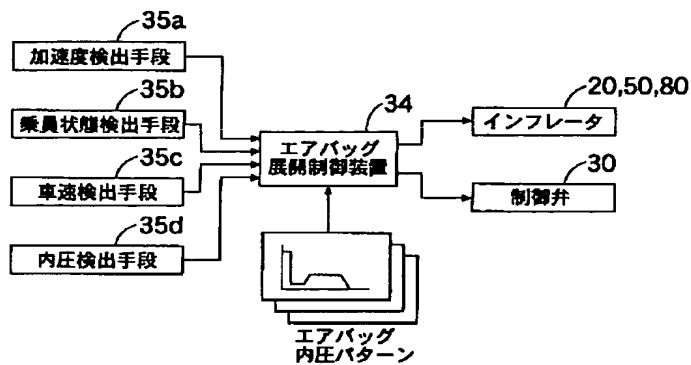 35a
加速度検出手段
35b
乗員状態検出手段
35c
車速検出手段
35d
内圧検出手段
34
エアバッグ
展開制御装置
20,50,80
インフレータ
30
制御弁
エアバッグ
内圧パターン